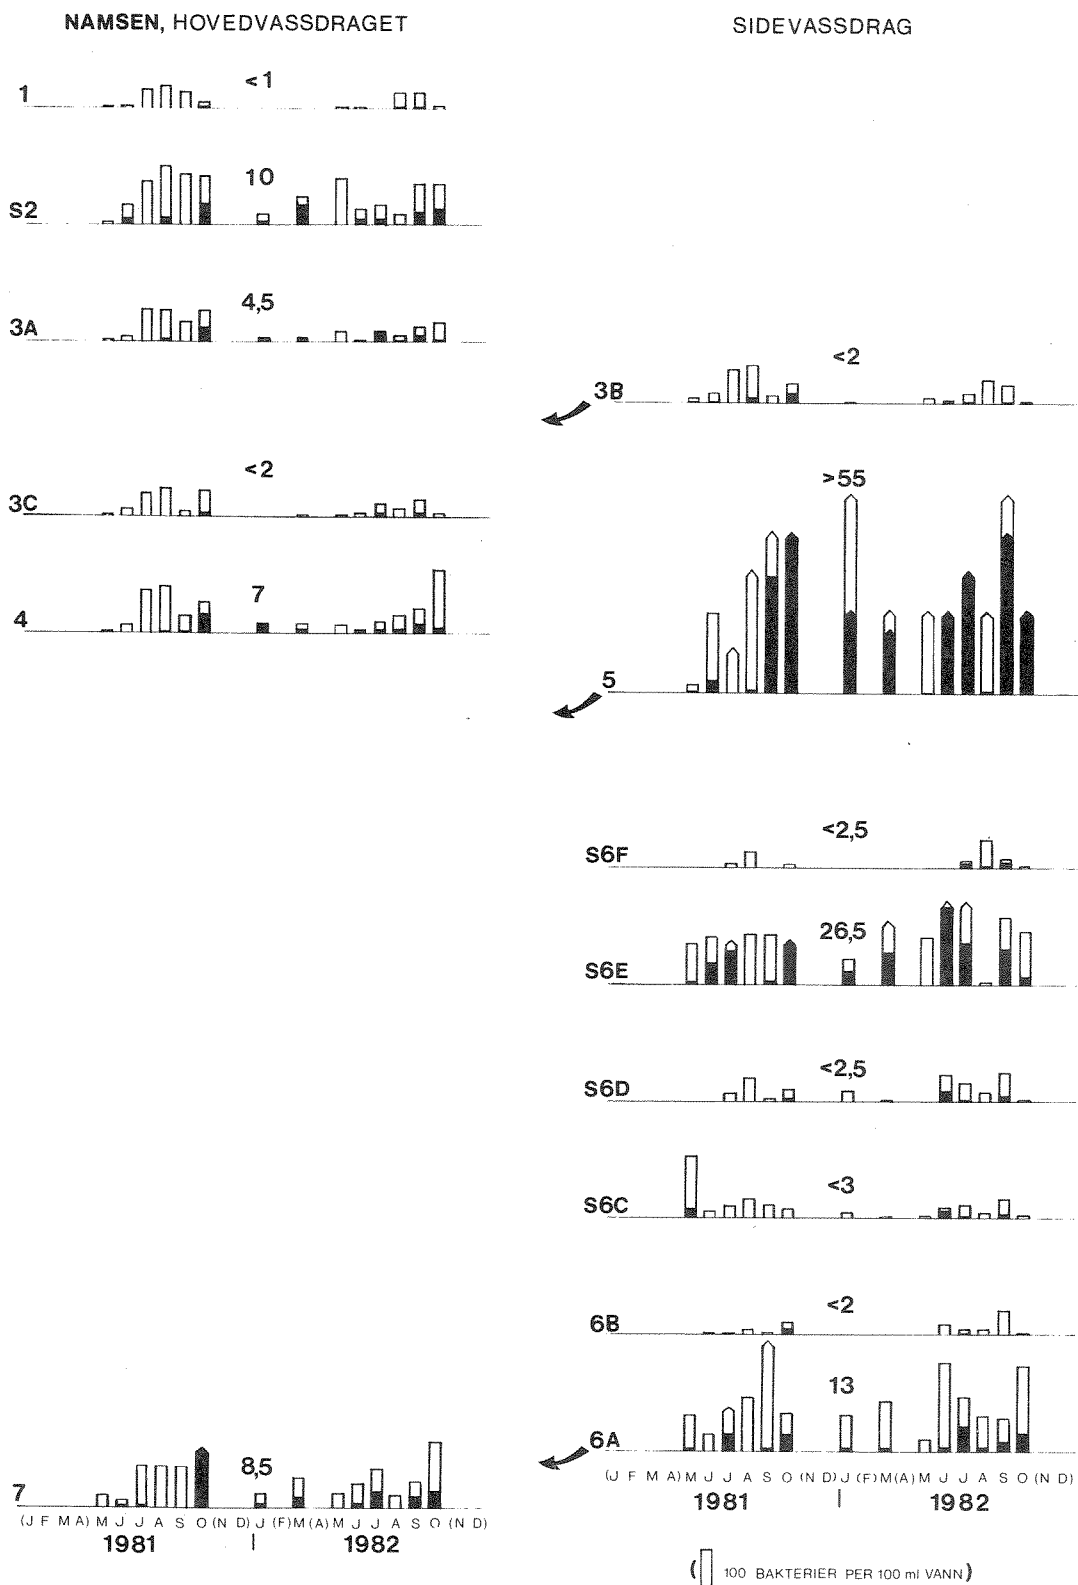 NAMSEN, HOVEDVASSDRAGET
1 <1
S2 10
3A 4,5
3C <2
4 7
7 8,5
(J F M A) M J J A S O (N D) J (F) M (A) M J J A S O (N D)
1981 | 1982
SIDEVASSDRAG
3B <2
5 >55
S6F <2,5
S6E 26,5
S6D <2,5
S6C <3
6B <2
6A 13
(J F M A) M J J A S O (N D) J (F) M (A) M J J A S O (N D)
1981 | 1982
( 100 BAKTERIER PER 100 ml VANN)